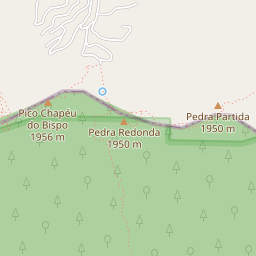 Pico Chapéu
do Bispo
1956 m
Pedra Redonda
1950 m
Pedra Partida
1950 m